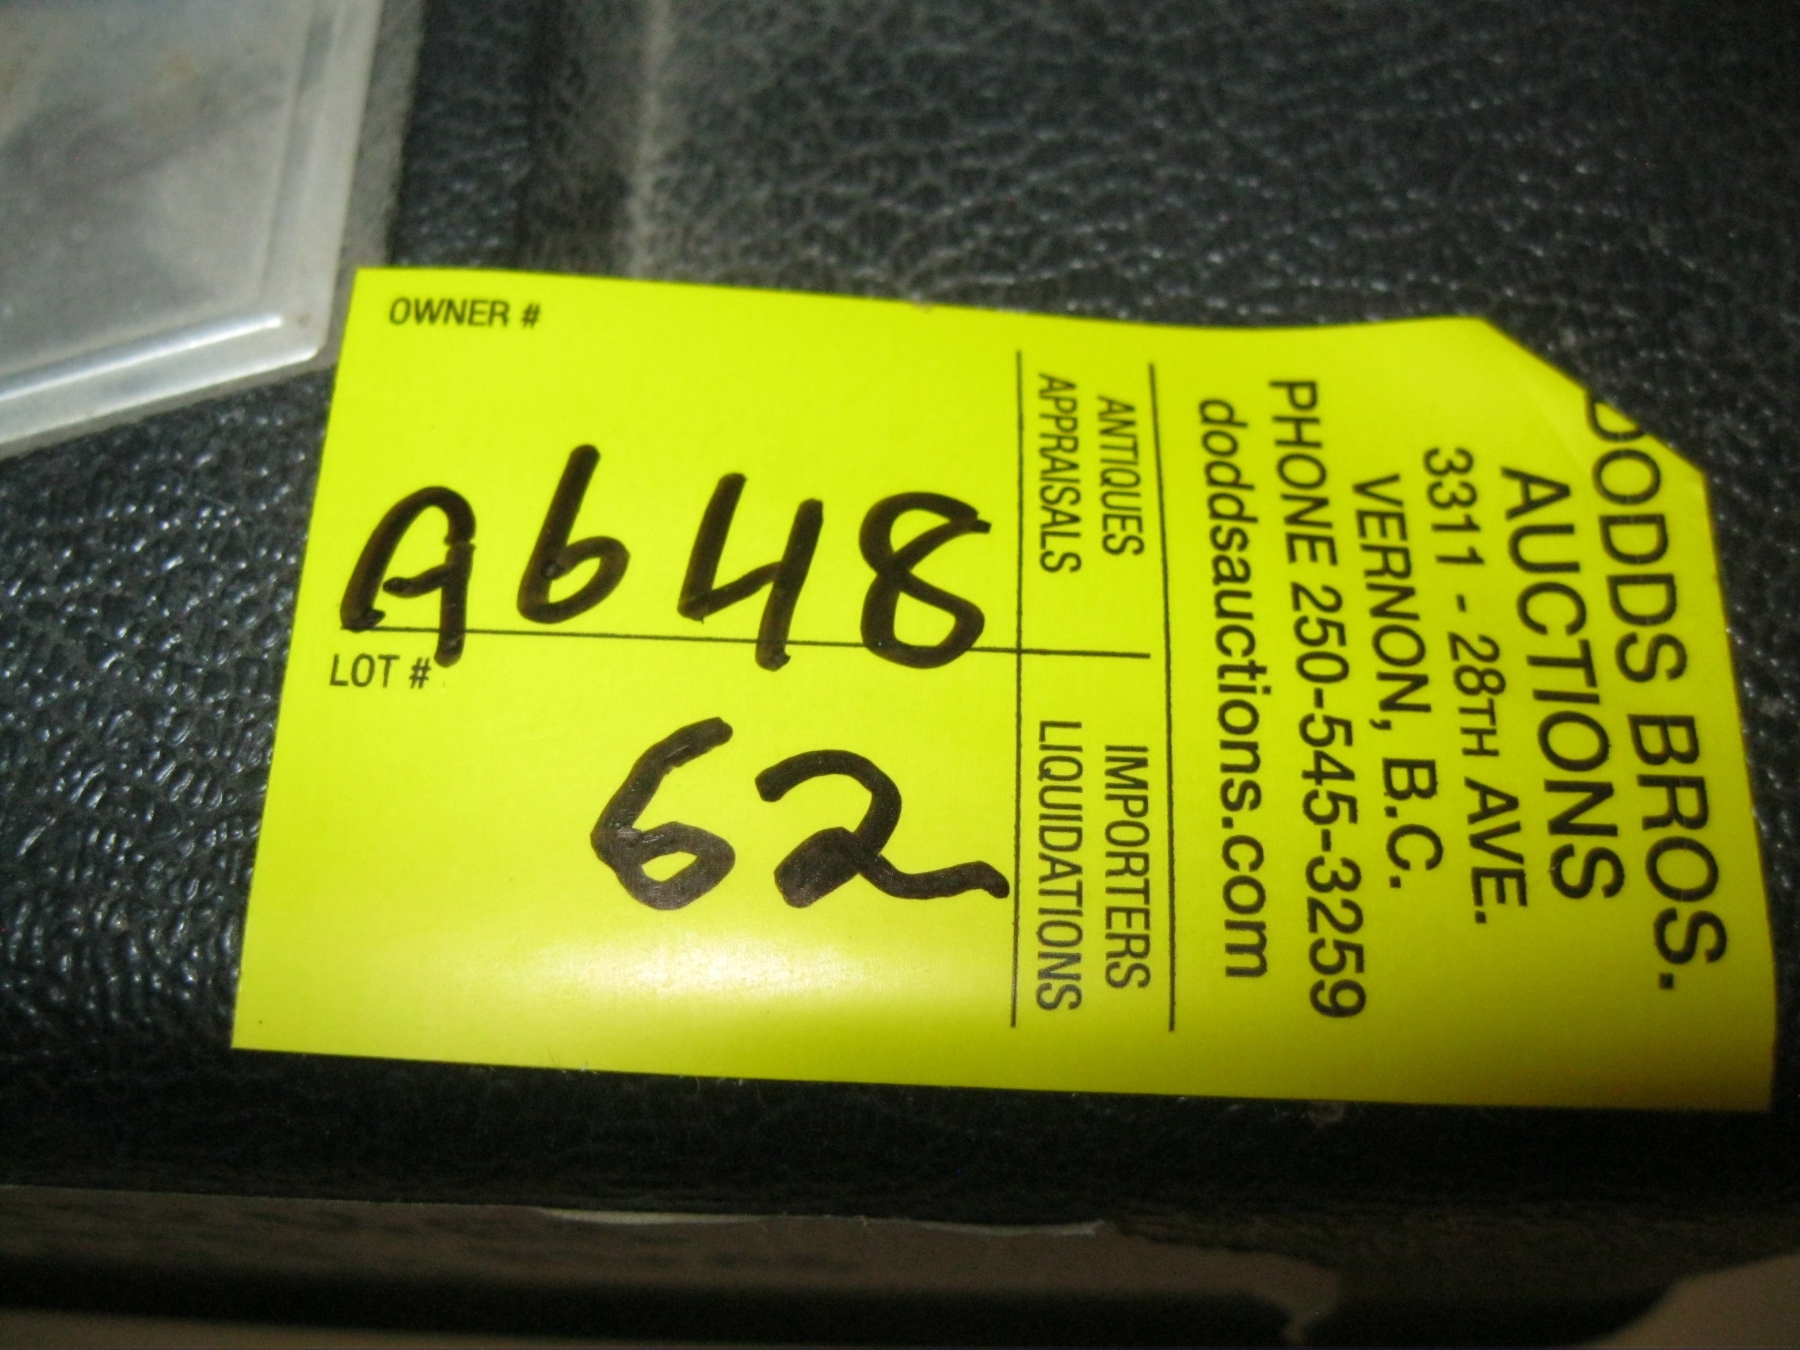 DODDS BROS.
AUCTIONS
3311 - 28TH AVE.
VERNON, B.C.
PHONE 250-545-3259
doddsauctions.com
ANTIQUES
APPRAISALS
IMPORTERS
LIQUIDATIONS
OWNER #
A648
LOT #
62